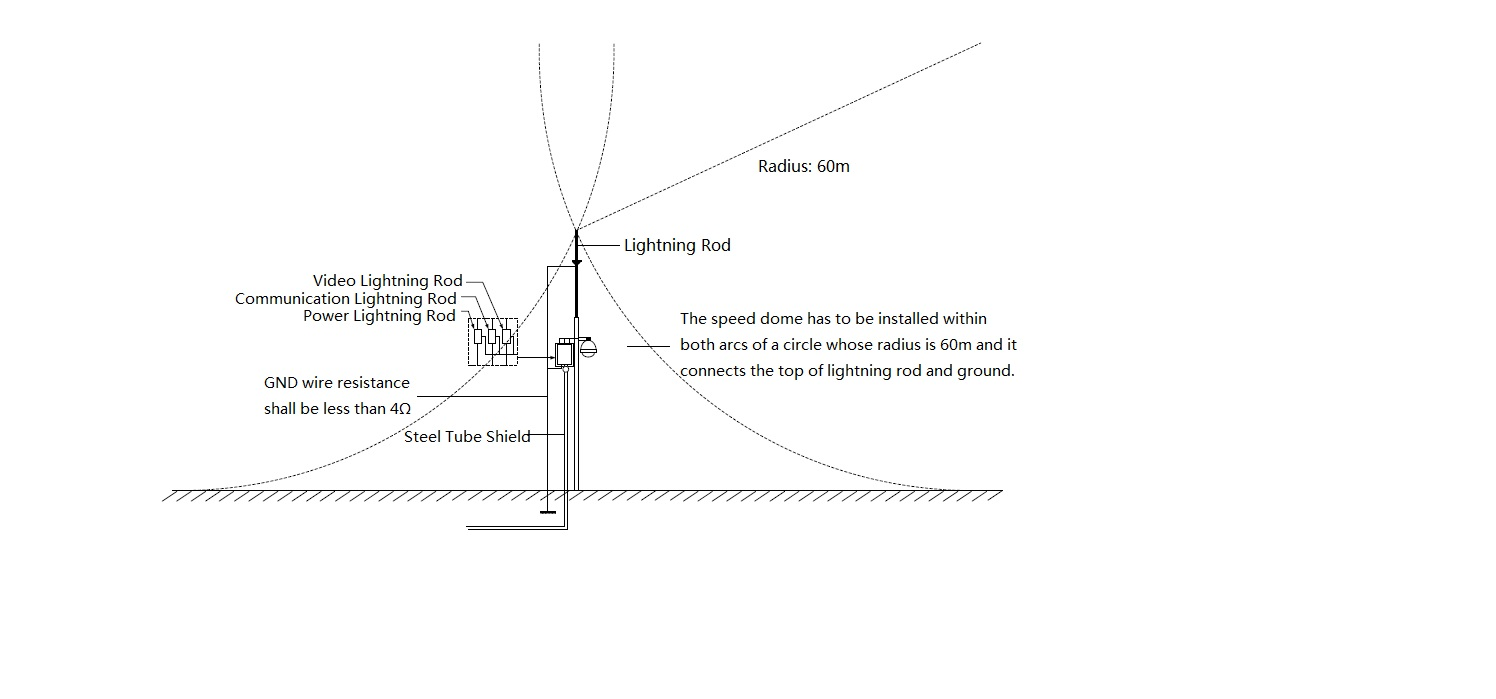 Radius: 60m
Lightning Rod
Video Lightning Rod
Communication Lightning Rod
Power Lightning Rod
The speed dome has to be installed within
both arcs of a circle whose radius is 60m and it
connects the top of lightning rod and ground.
GND wire resistance
shall be less than 4Ω
Steel Tube Shield